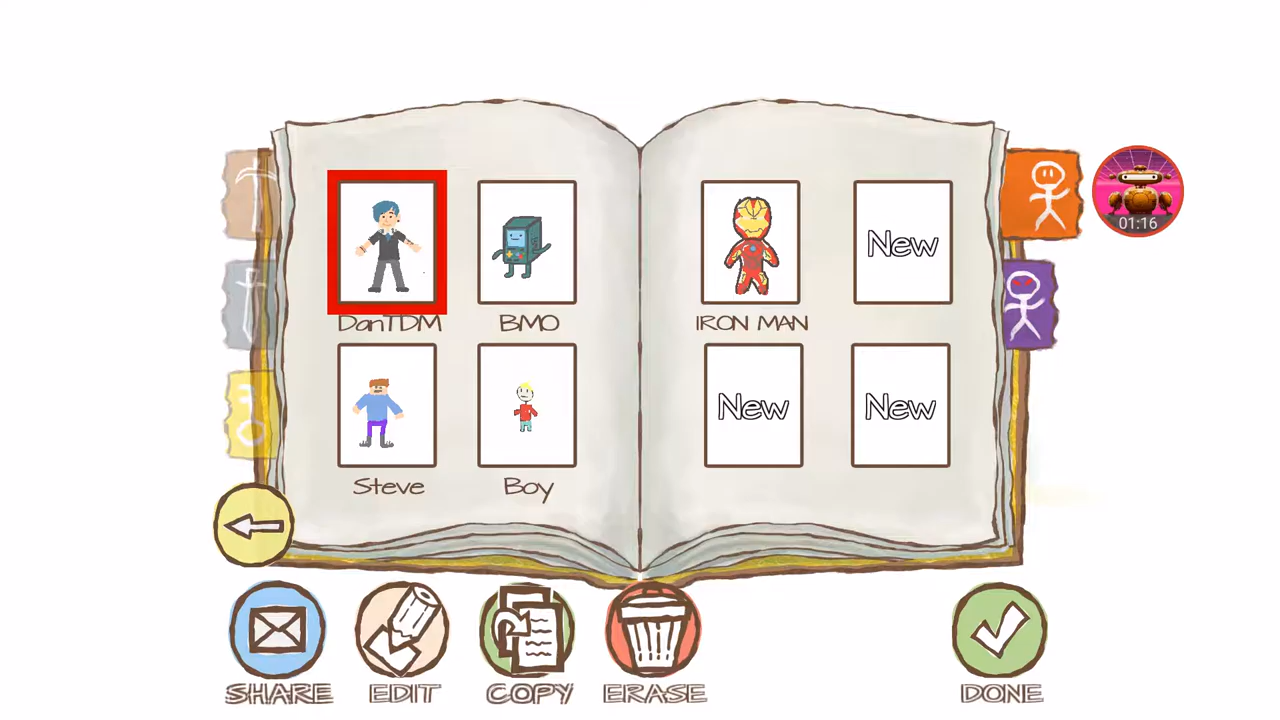 01:16
New
DanTDM
BMO
IRON MAN
New
New
Steve
Boy
SHARE
EDIT
COPY
ERASE
DONE